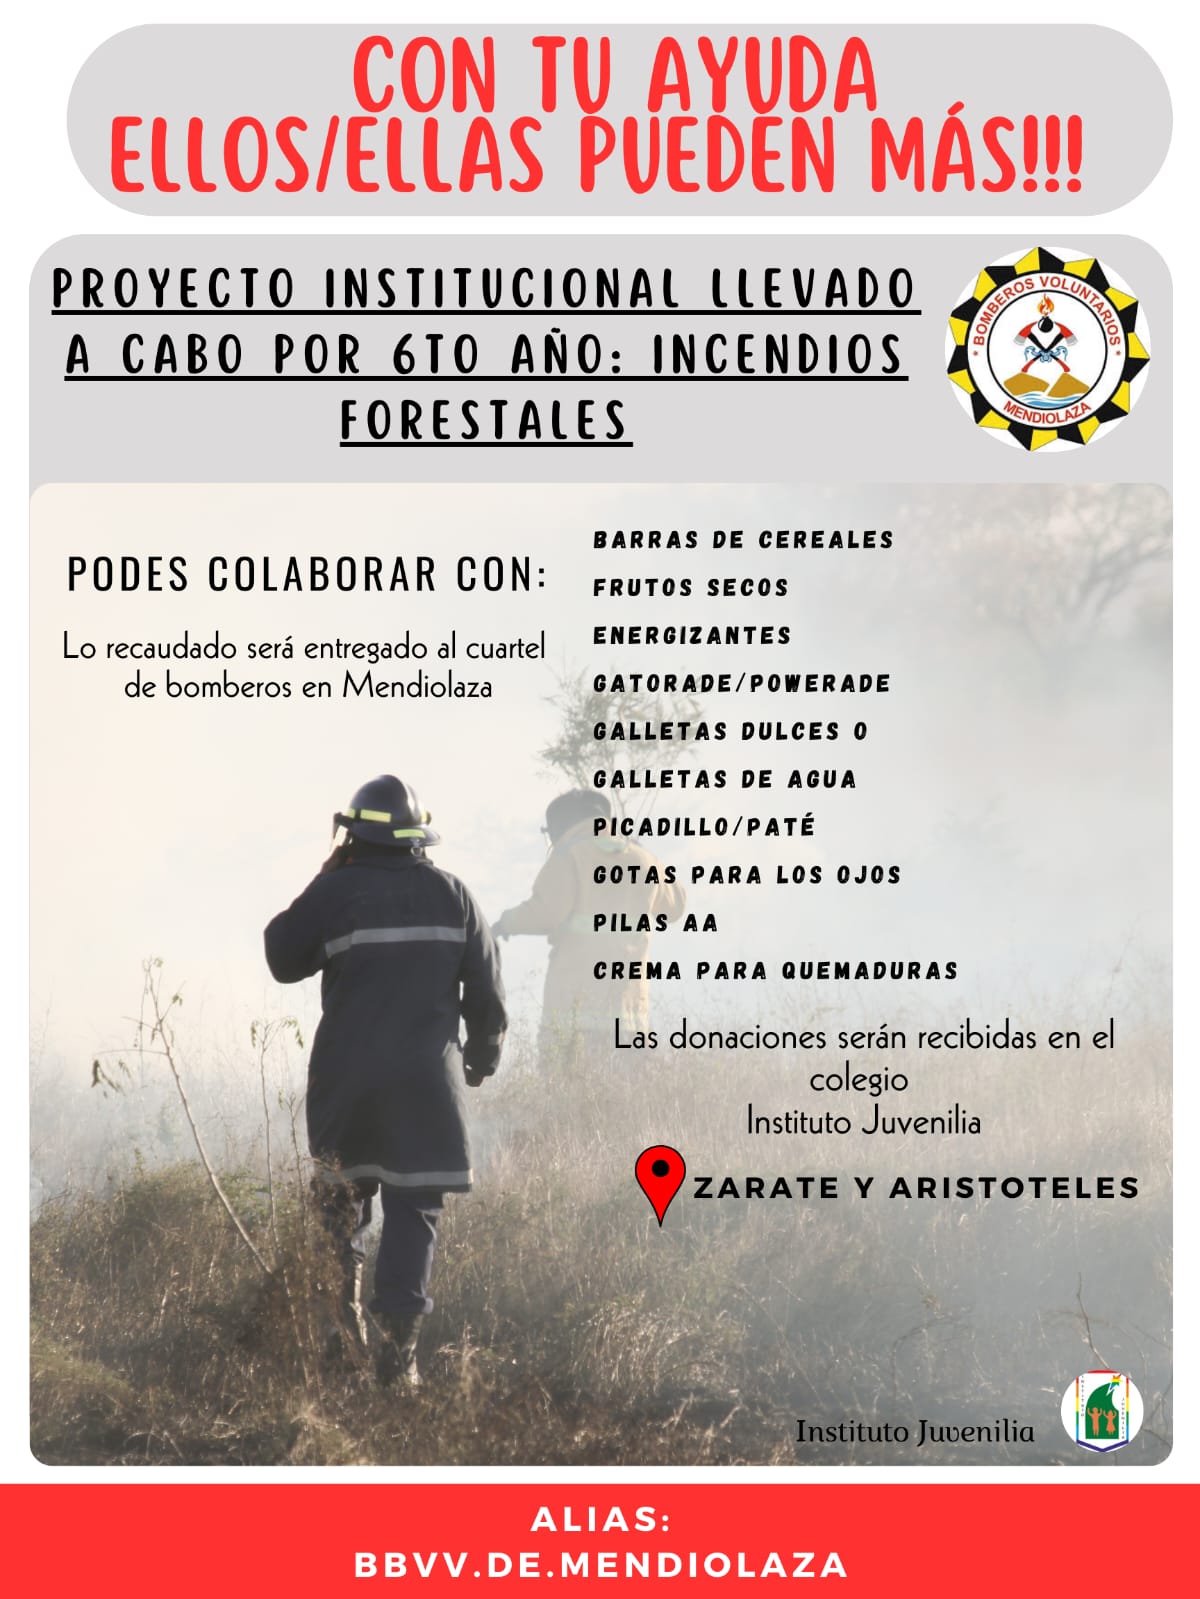 CON TU AYUDA
ELLOS/ELLAS PUEDEN MÁS!!!
PROYECTO INSTITUCIONAL LLEVADO
A CABO POR 6TO AÑO: INCENDIOS
FORESTALES
* BOMBEROS VOLUNTARIOS *
MENDIOLAZA
PODES COLABORAR CON:
Lo recaudado será entregado al cuartel
de bomberos en Mendiolaza
BARRAS DE CEREALES
FRUTOS SECOS
ENERGIZANTES
GATORADE/POWERADE
GALLETAS DULCES O
GALLETAS DE AGUA
PICADILLO/PATÉ
GOTAS PARA LOS OJOS
PILAS AA
CREMA PARA QUEMADURAS
Las donaciones serán recibidas en el
colegio
Instituto Juvenilia
ZARATE Y ARISTOTELES
Instituto Juvenilia
ALIAS:
BBVV.DE.MENDIOLAZA